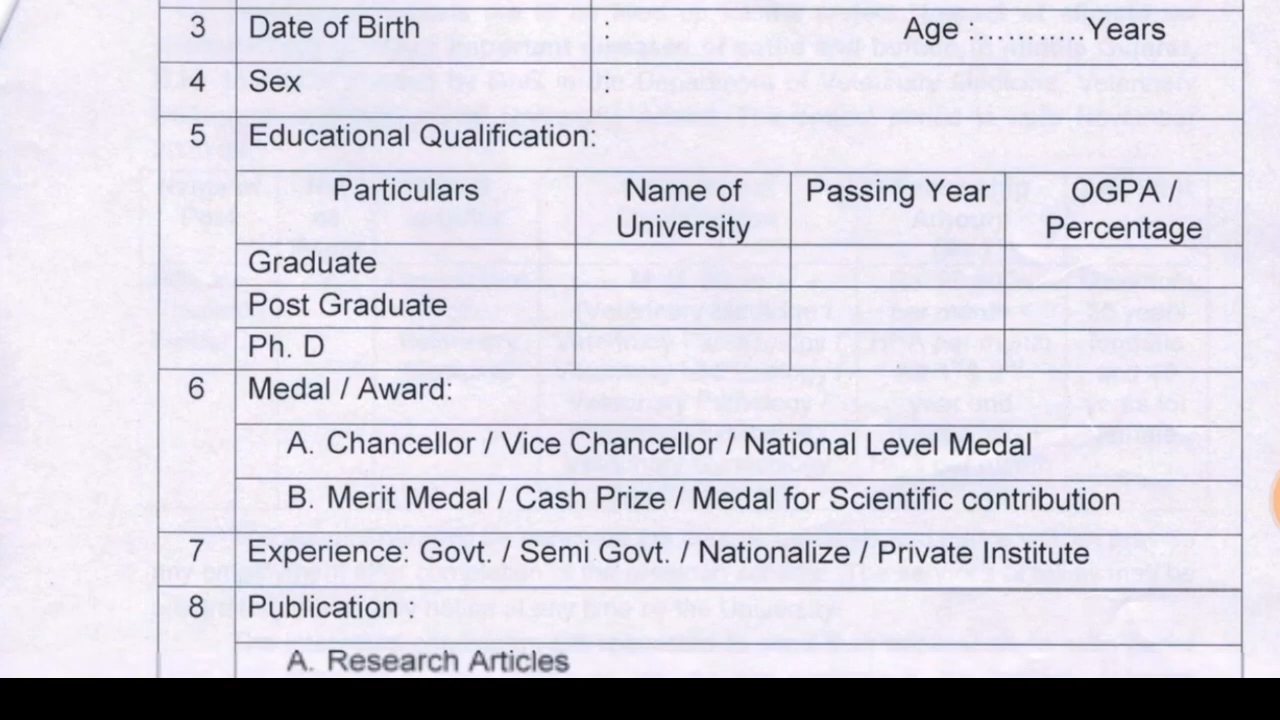 3 Date of Birth : Age ................Years
4 Sex
5 Educational Qualification:
Particulars Name of University Passing Year OGPA / Percentage
Graduate
Post Graduate
Ph. D
6 Medal / Award:
A. Chancellor / Vice Chancellor / National Level Medal
B. Merit Medal / Cash Prize / Medal for Scientific contribution
7 Experience: Govt. / Semi Govt. / Nationalize / Private Institute
8 Publication :
A. Research Articles